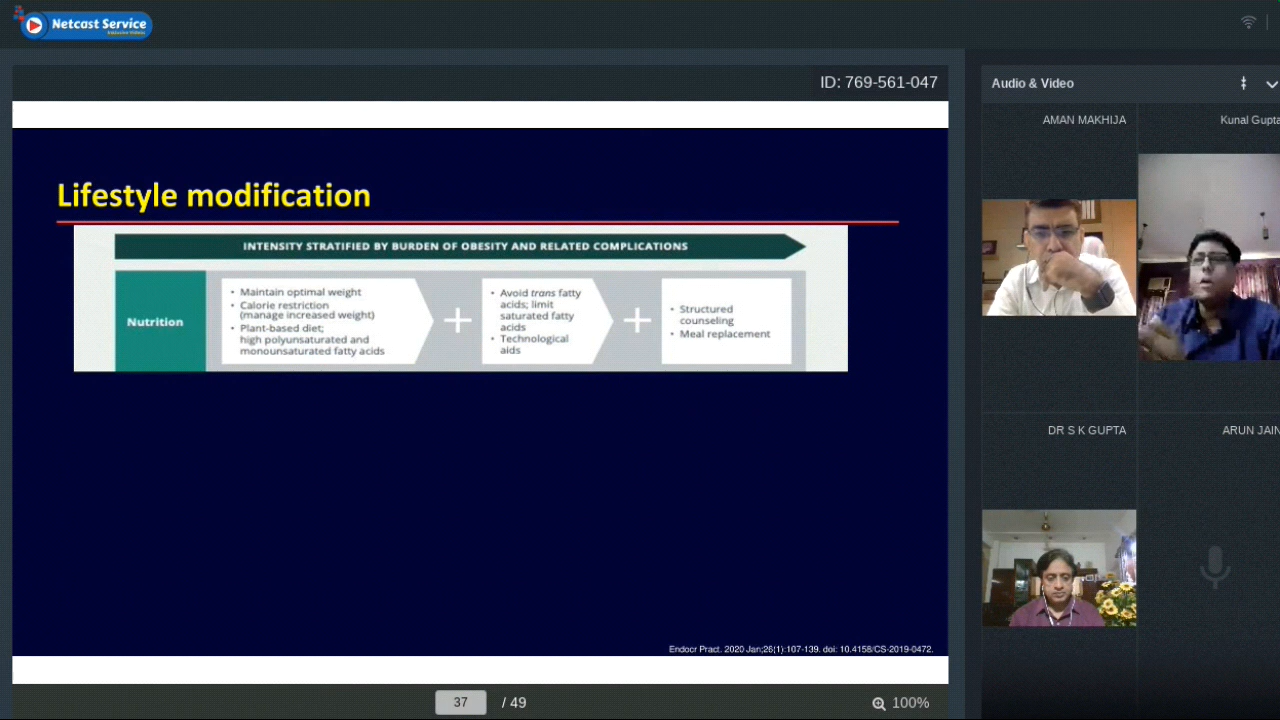 Netcast Service
Exclusive Videos
ID: 769-561-047
Audio & Video
AMAN MAKHIJA
Kunal Gupta
Lifestyle modification
INTENSITY STRATIFIED BY BURDEN OF OBESITY AND RELATED COMPLICATIONS
Nutrition
• Maintain optimal weight
• Calorie restriction
(manage increased weight)
• Plant-based diet;
high polyunsaturated and
monounsaturated fatty acids
+
• Avoid trans fatty
acids; limit
saturated fatty
acids
• Technological
aids
+
• Structured
counseling
• Meal replacement
DR S K GUPTA
ARUN JAIN
Endocr Pract. 2020 Jan;26(1):107-139. doi: 10.4158/CS-2019-0472.
37 / 49
100%